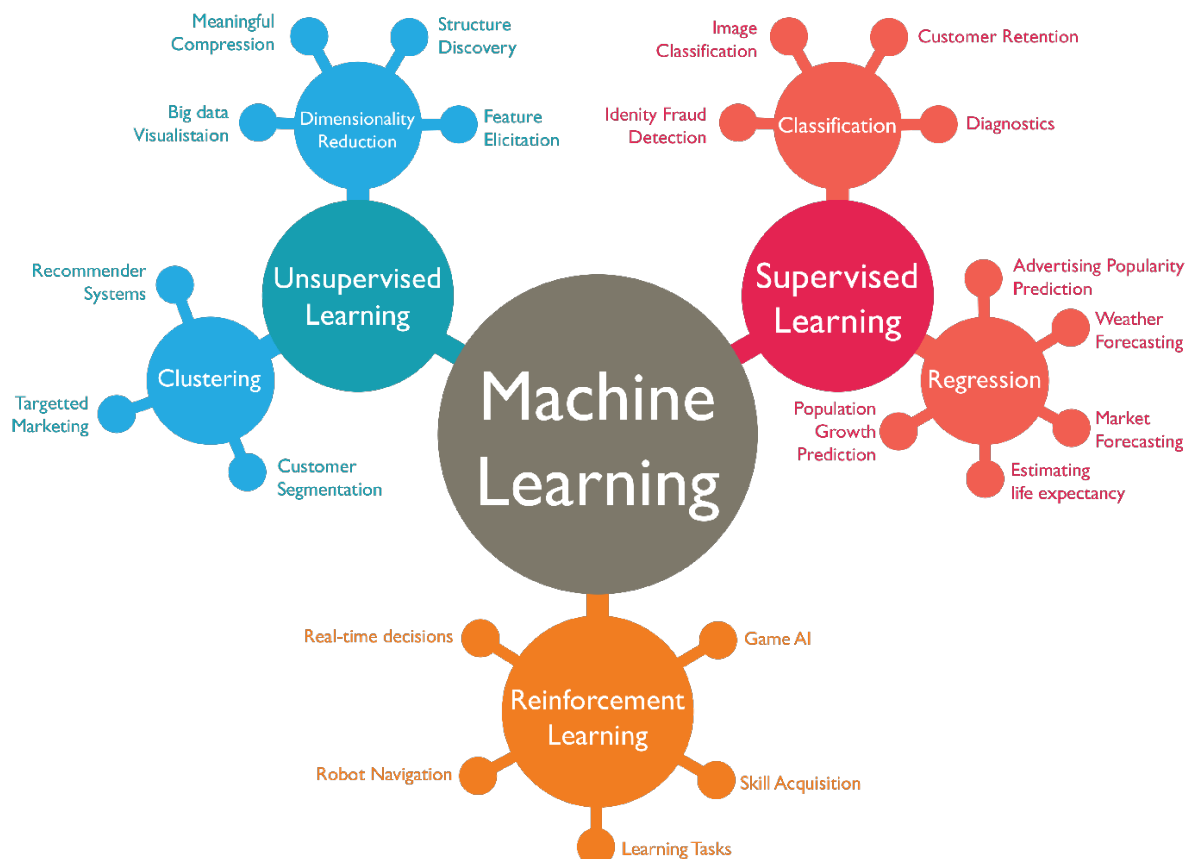 Meaningful
Compression
Structure
Discovery
Big data
Visualistaion
Dimensionality
Reduction
Feature
Elicitation
Image
Classification
Customer Retention
Idenity Fraud
Detection
Classification
Diagnostics
Recommender
Systems
Unsupervised
Learning
Clustering
Targetted
Marketing
Customer
Segmentation
Supervised
Learning
Advertising Popularity
Prediction
Weather
Forecasting
Regression
Population
Growth
Prediction
Market
Forecasting
Estimating
life expectancy
Machine
Learning
Real-time decisions
Game AI
Reinforcement
Learning
Robot Navigation
Skill Acquisition
Learning Tasks